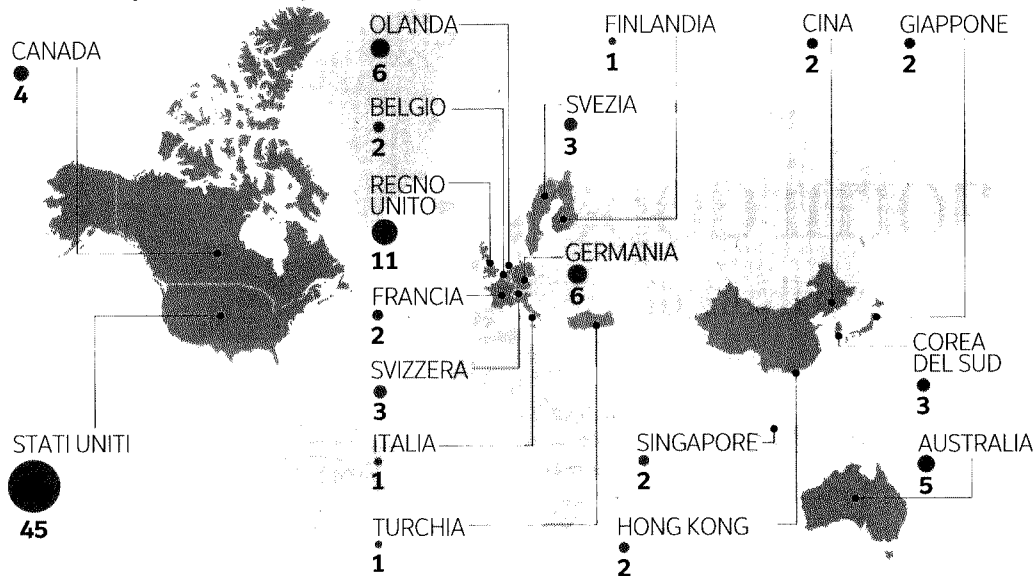 CANADA
4
OLANDA
6
FINLANDIA
1
CINA
2
GIAPPONE
2
BELGIO
2
SVEZIA
3
REGNO
UNITO
11
GERMANIA
6
FRANCIA
2
SVIZZERA
3
COREA
DEL SUD
3
STATI UNITI
45
ITALIA
1
SINGAPORE
2
AUSTRALIA
5
TURCHIA
1
HONG KONG
2